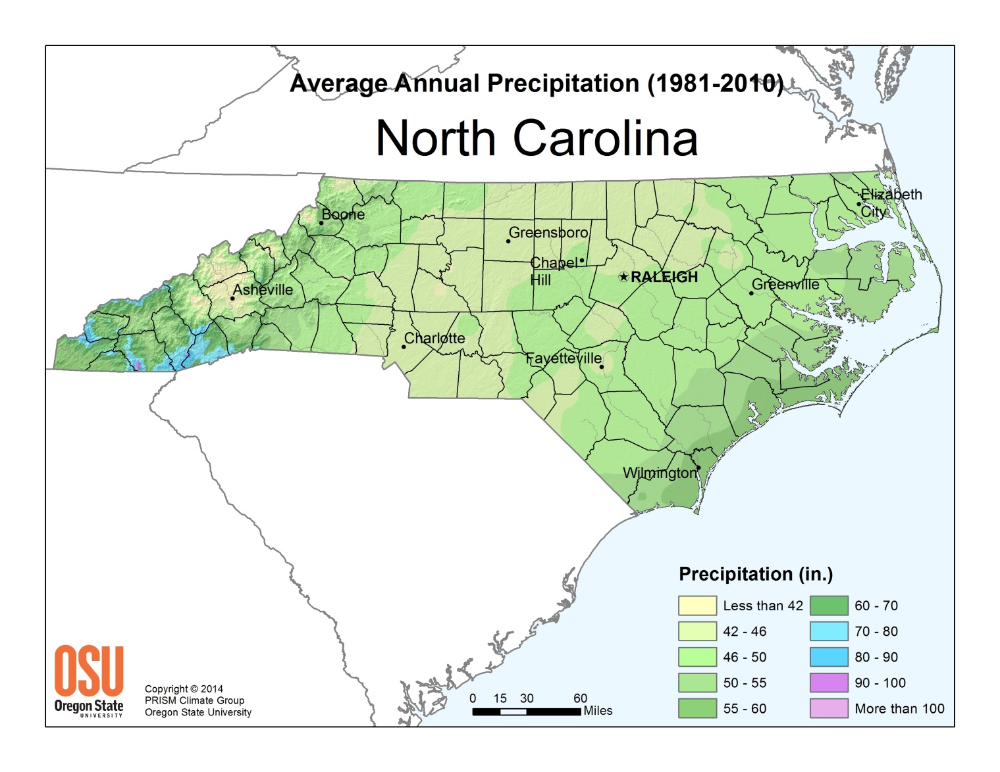 Average Annual Precipitation (1981-2010)
North Carolina
Elizabeth
City
Boone
Greensboro
Chapel
Hill
RALEIGH
Asheville
Greenville
Charlotte
Fayetteville
Wilmington
Precipitation (in.)
Less than 42
42 - 46
46 - 50
50 - 55
55 - 60
60 - 70
70 - 80
80 - 90
90 - 100
More than 100
OSU
Oregon State
UNIVERSITY
Copyright © 2014
PRISM Climate Group
Oregon State University
0 15 30 60
Miles